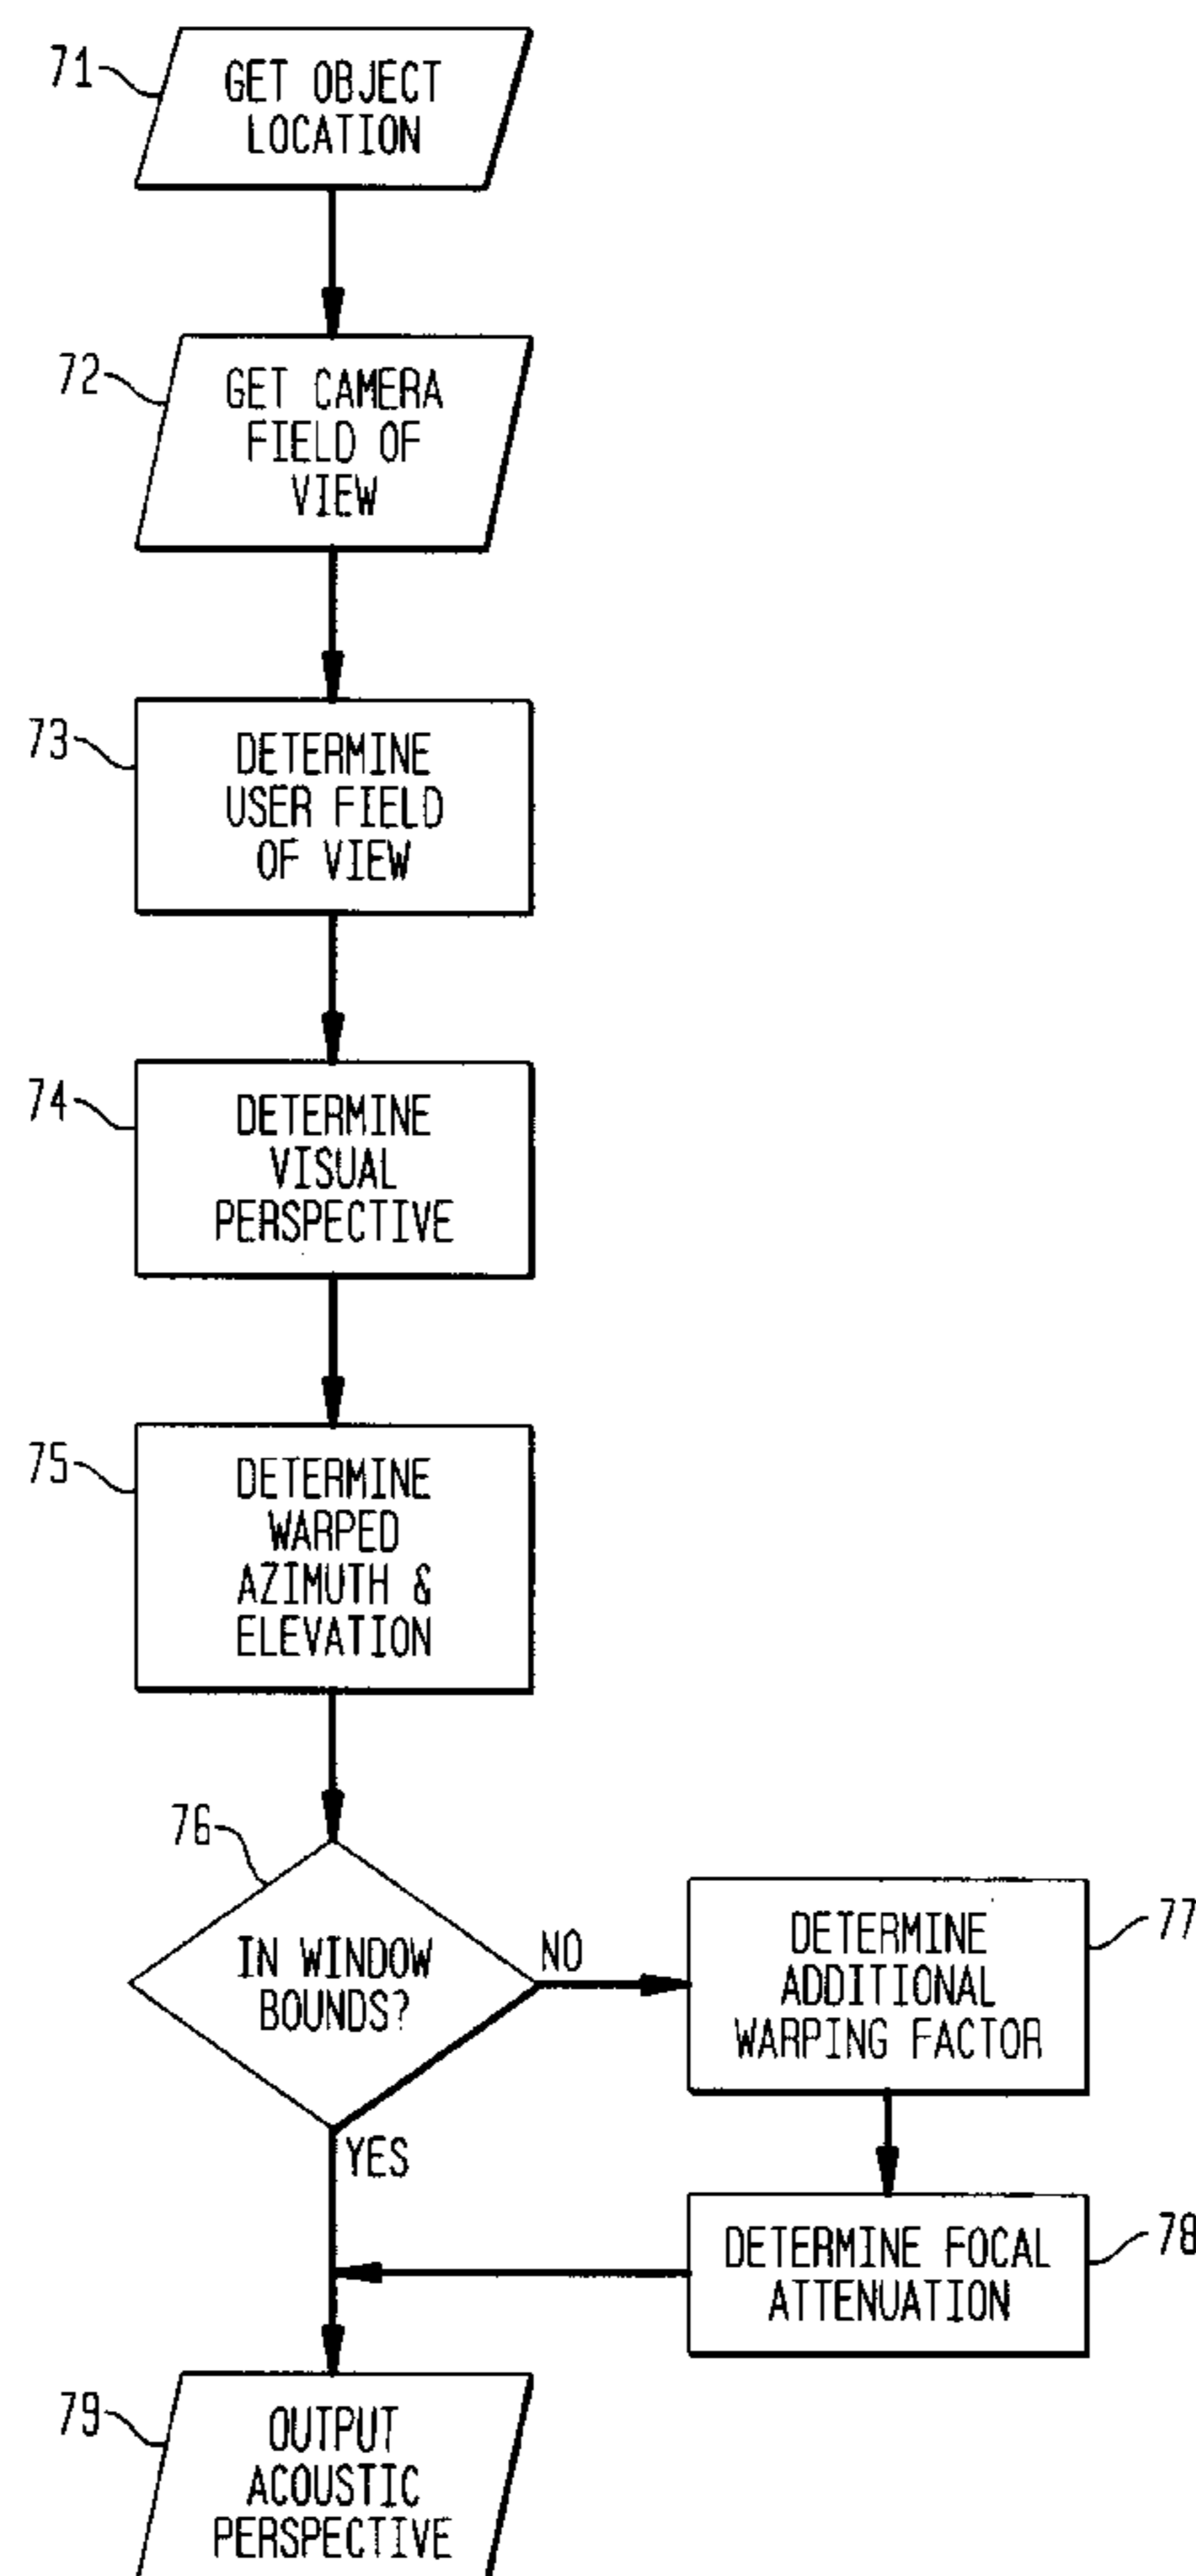 71
GET OBJECT
LOCATION
72
GET CAMERA
FIELD OF
VIEW
73
DETERMINE
USER FIELD
OF VIEW
74
DETERMINE
VISUAL
PERSPECTIVE
75
DETERMINE
WARPED
AZIMUTH &
ELEVATION
76
IN WINDOW
BOUNDS?
NO
YES
77
DETERMINE
ADDITIONAL
WARPING FACTOR
78
DETERMINE FOCAL
ATTENUATION
79
OUTPUT
ACOUSTIC
PERSPECTIVE